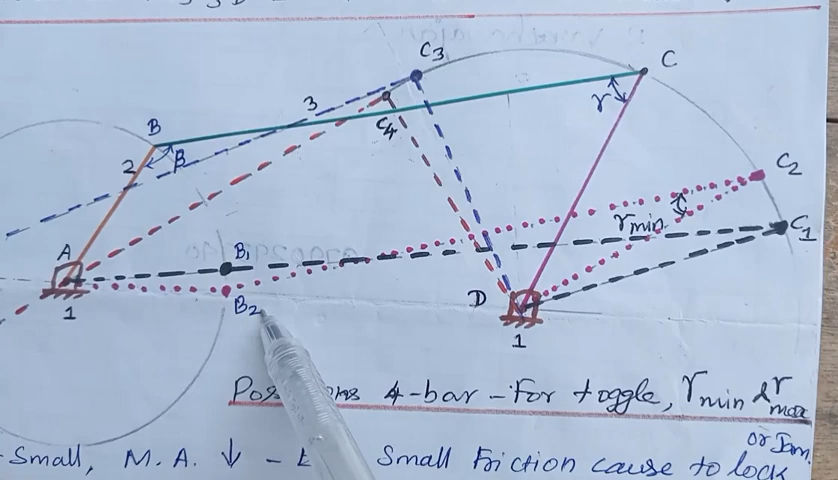 C3
C
3
C4
γ
B
2
β
C2
γmin
C1
A
B1
B2
D
1
1
4-bar - For toggle, γmin & γmax
or Jam.
-Small, M.A. ↓ - Small Friction cause to lock